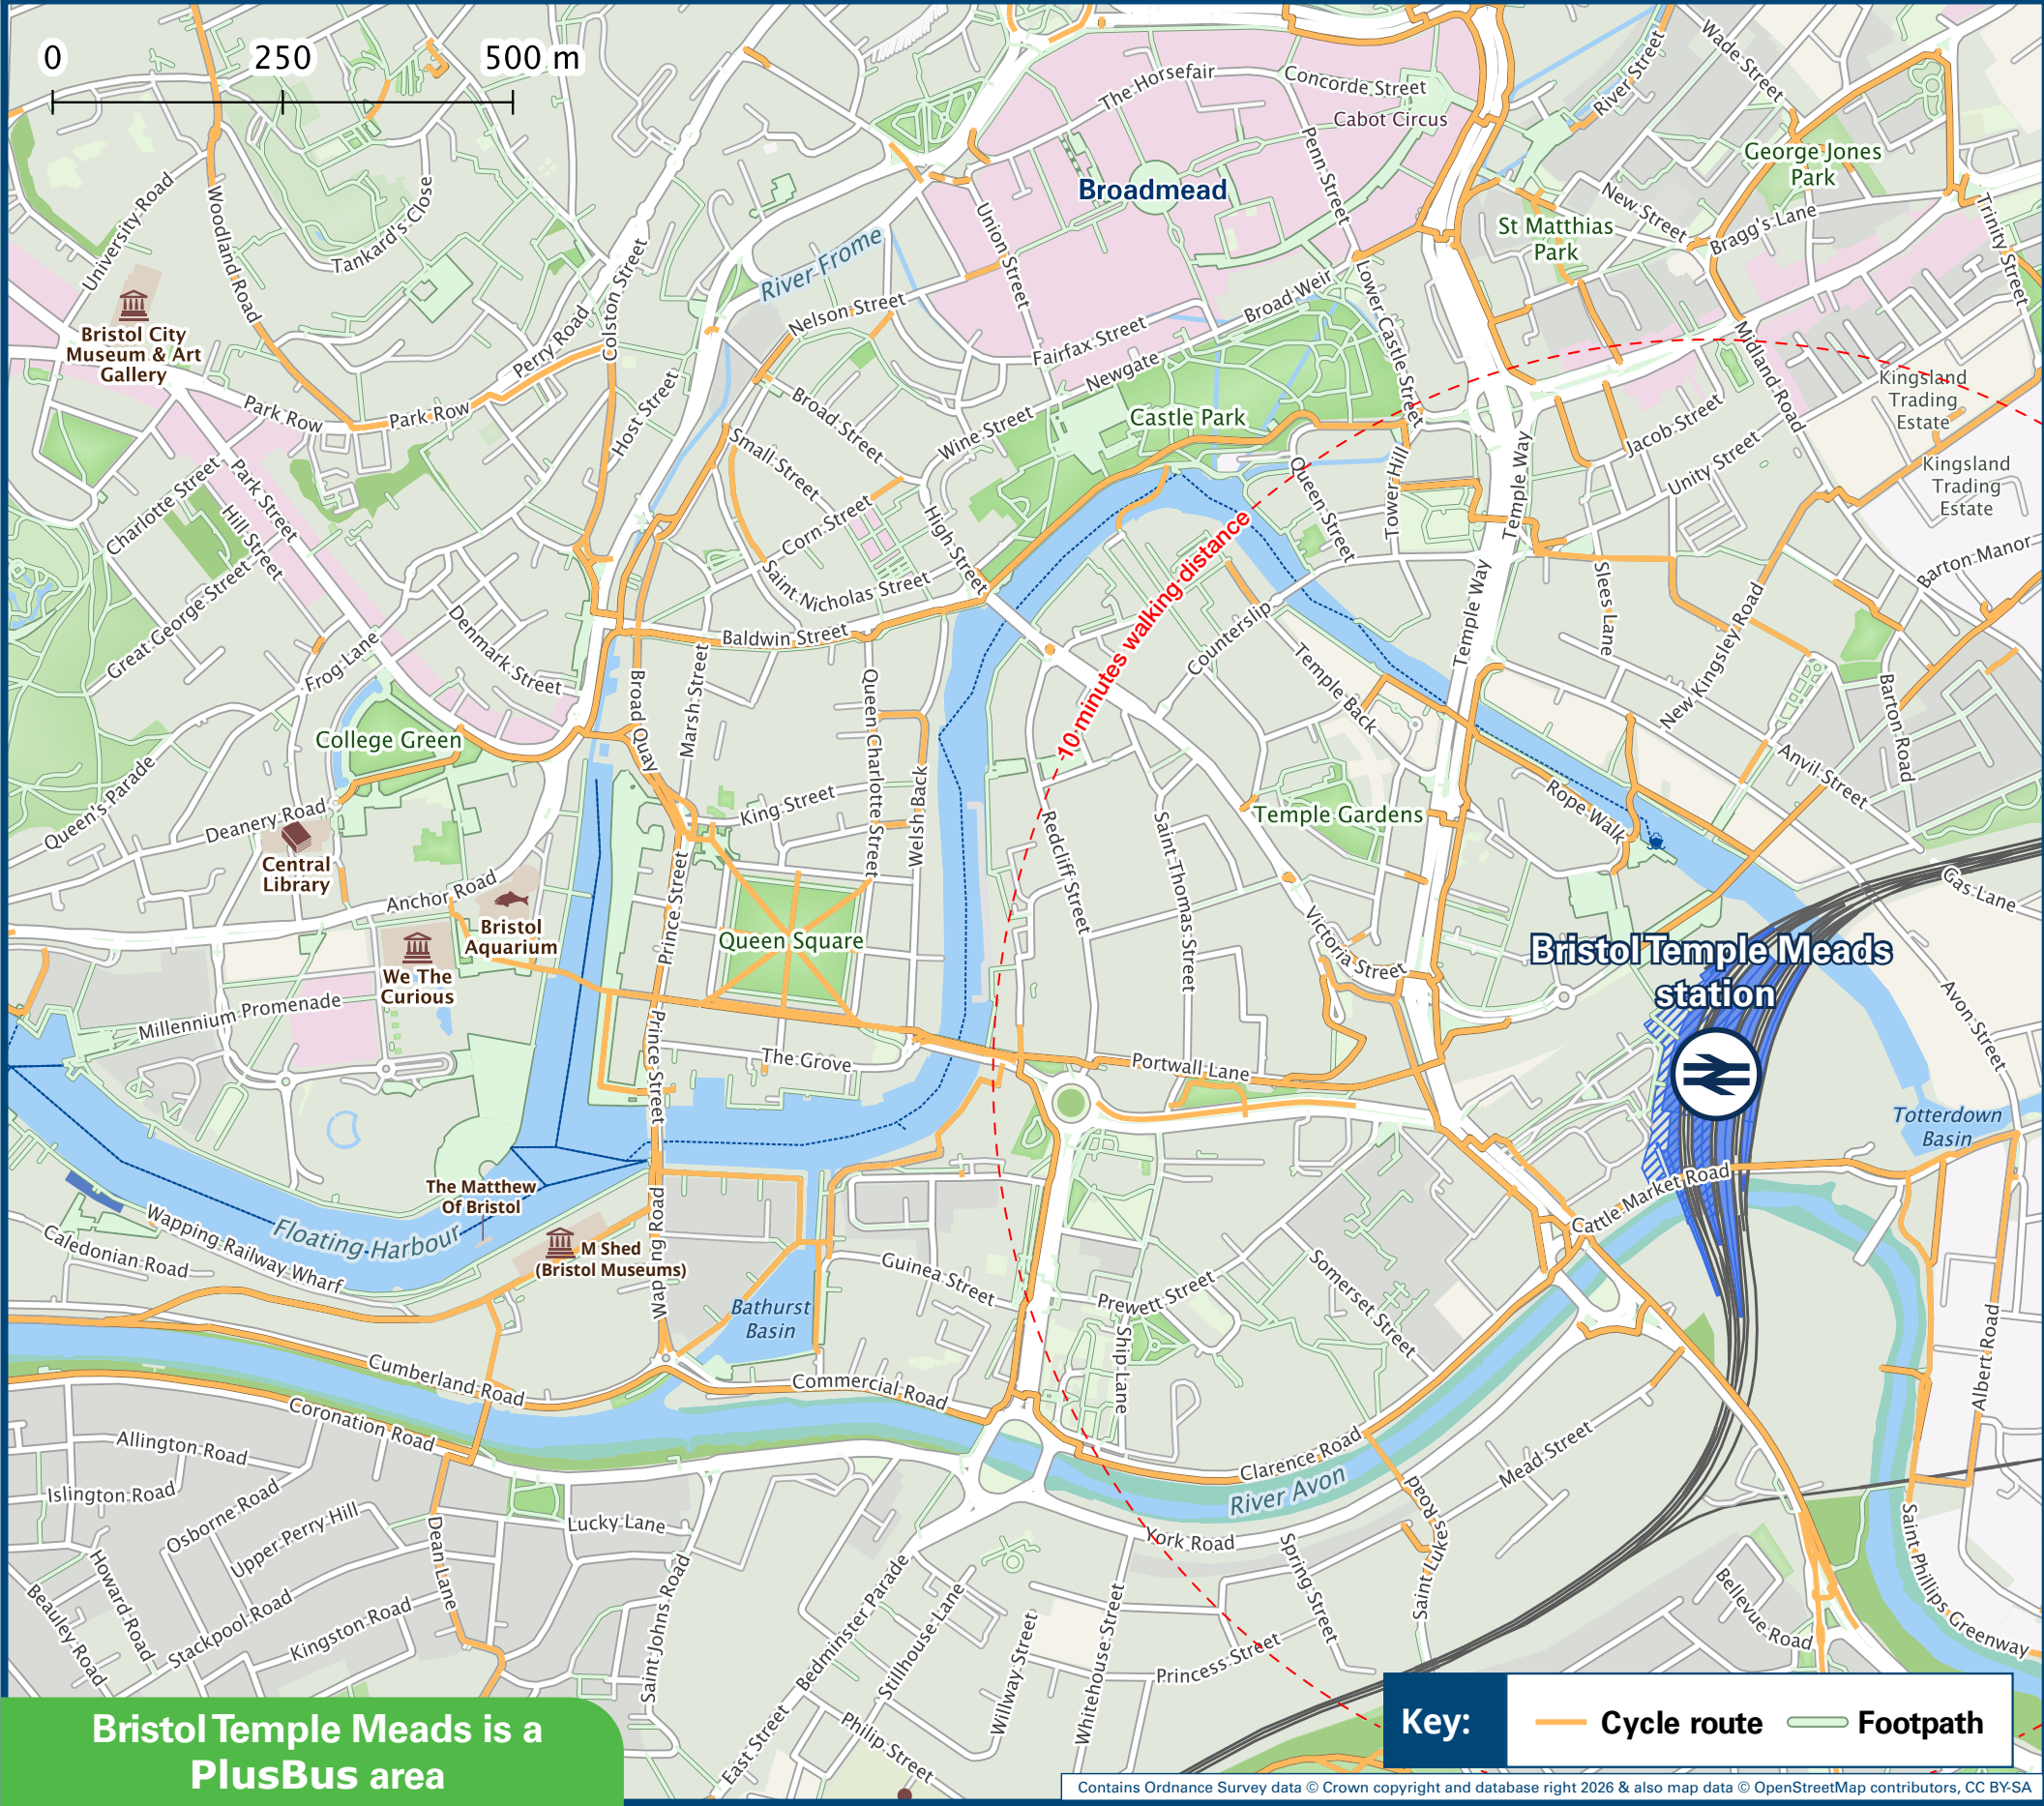 0 250 500 m
The Horsefair
Concorde Street
Cabot Circus
River Street
Wade Street
George Jones
Park
University Road
Woodland Road
Tankard's Close
Broadmead
Penn Street
St Matthias
Park
New Street
Bragg's Lane
Trinity Street
Bristol City
Museum & Art
Gallery
Colston Street
River Frome
Union Street
Nelson Street
Fairfax Street
Broad Weir
Newgate
Lower Castle Street
Midland Road
Kingsland
Trading
Estate
Perry Road
Park Row
Park Row
Host Street
Broad Street
Wine Street
Castle Park
Jacob Street
Unity Street
Kingsland
Trading
Estate
Park Street
Charlotte Street
Hill Street
Great George Street
Small Street
Corn Street
High Street
Queen Street
Tower Hill
Temple Way
Temple Way
Saint Nicholas Street
Baldwin Street
10 minutes walking distance
Counterslip
Slees Lane
New Kingsley Road
Barton Manor
Barton Road
Frog Lane
Denmark Street
College Green
Broad Quay
Marsh Street
Queen Charlotte Street
Welsh Back
King Street
Temple Back
Rope Walk
Anvil Street
Temple Gardens
Queen's Parade
Deanery Road
Central
Library
Anchor Road
Bristol
Aquarium
We The
Curious
Millennium Promenade
Prince Street
Prince Street
Queen Square
The Grove
Redcliff Street
Saint Thomas Street
Victoria Street
Portwall Lane
Bristol Temple Meads
station
Gas Lane
Avon Street
Totterdown
Basin
Cattle Market Road
The Matthew
Of Bristol
Floating Harbour
M Shed
(Bristol Museums)
Wapping Railway Wharf
Caledonian Road
Wapping Road
Bathurst
Basin
Guinea Street
Prewett Street
Ship Lane
Somerset Street
Albert Road
Cumberland Road
Coronation Road
Commercial Road
Clarence Road
River Avon
York Road
Mead Street
Saint Lukes Road
Allington Road
Islington Road
Osborne Road
Upper Perry Hill
Howard Road
Beauley Road
Stackpool Road
Kingston Road
Dean Lane
Lucky Lane
Saint Johns Road
Bedminster Parade
Stillhouse Lane
East Street
Philip Street
Willway Street
Whitehouse Street
Princess Street
Spring Street
Bellevue Road
Saint Phillips Greenway
Bristol Temple Meads is a
PlusBus area
Key:
Cycle route
Footpath
Contains Ordnance Survey data © Crown copyright and database right 2026 & also map data © OpenStreetMap contributors, CC BY-SA